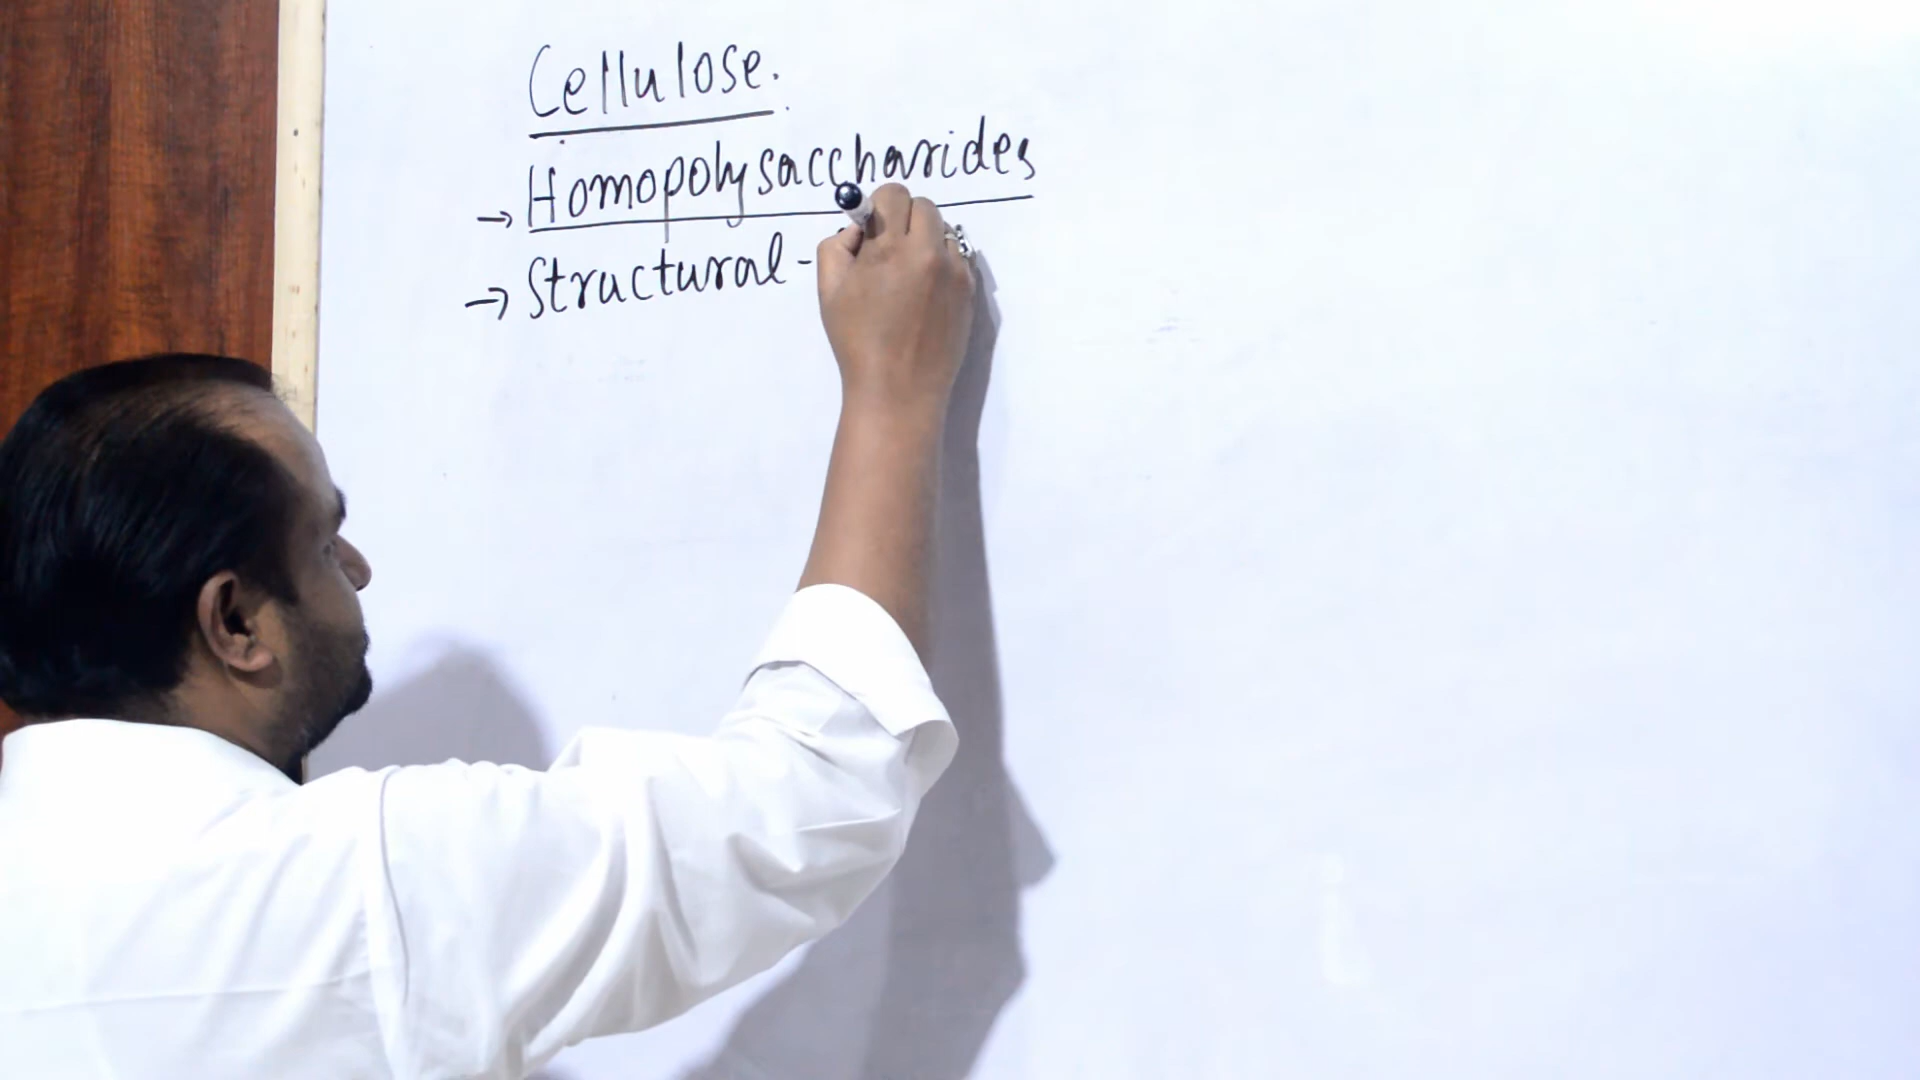 Cellulose.
→ Homopolysaccharides
→ Structural -